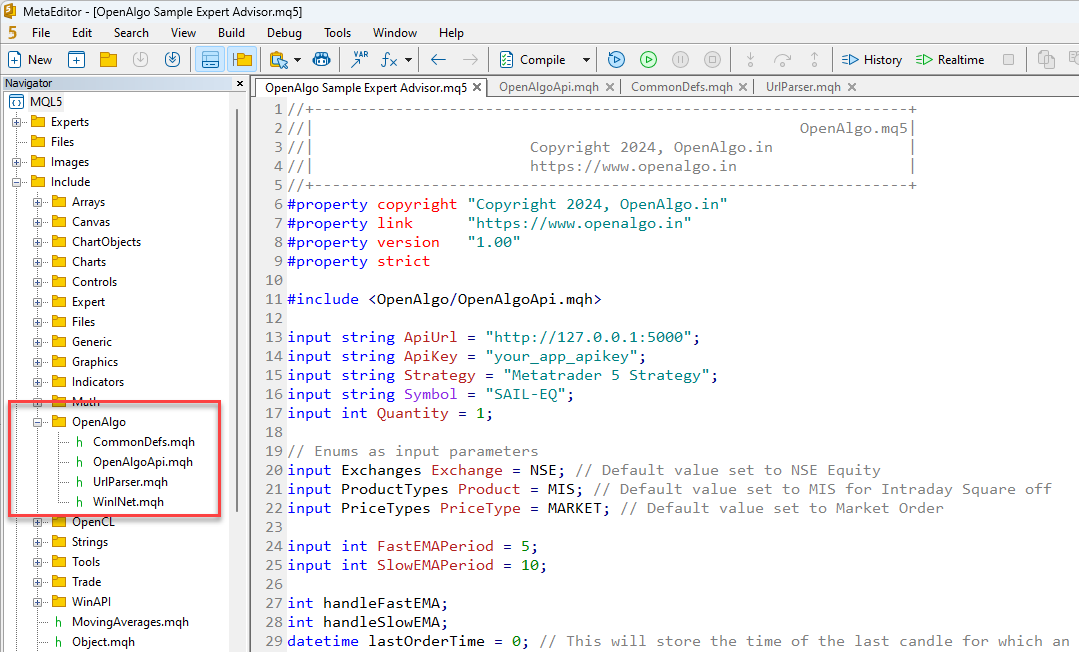 MetaEditor - [OpenAlgo Sample Expert Advisor.mq5]
5 File Edit Search View Build Debug Tools Window Help
New VAR fx Compile History Realtime
Navigator ×
OpenAlgo Sample Expert Advisor.mq5 × OpenAlgoApi.mqh × CommonDefs.mqh × UrlParser.mqh ×
MQL5
Experts
Files
Images
Include
Arrays
Canvas
ChartObjects
Charts
Controls
Expert
Files
Generic
Graphics
Indicators
Math
OpenAlgo
h CommonDefs.mqh
h OpenAlgoApi.mqh
h UrlParser.mqh
h WinINet.mqh
OpenCL
Strings
Tools
Trade
WinAPI
h MovingAverages.mqh
h Object.mqh
1 //+------------------------------------------------------------------+
2 //| OpenAlgo.mq5|
3 //| Copyright 2024, OpenAlgo.in |
4 //| https://www.openalgo.in |
5 //+------------------------------------------------------------------+
6 #property copyright "Copyright 2024, OpenAlgo.in"
7 #property link "https://www.openalgo.in"
8 #property version "1.00"
9 #property strict
10
11 #include <OpenAlgo/OpenAlgoApi.mqh>
12
13 input string ApiUrl = "http://127.0.0.1:5000";
14 input string ApiKey = "your_app_apikey";
15 input string Strategy = "Metatrader 5 Strategy";
16 input string Symbol = "SAIL-EQ";
17 input int Quantity = 1;
18
19 // Enums as input parameters
20 input Exchanges Exchange = NSE; // Default value set to NSE Equity
21 input ProductTypes Product = MIS; // Default value set to MIS for Intraday Square off
22 input PriceTypes PriceType = MARKET; // Default value set to Market Order
23
24 input int FastEMAPeriod = 5;
25 input int SlowEMAPeriod = 10;
26
27 int handleFastEMA;
28 int handleSlowEMA;
29 datetime lastOrderTime = 0; // This will store the time of the last candle for which an